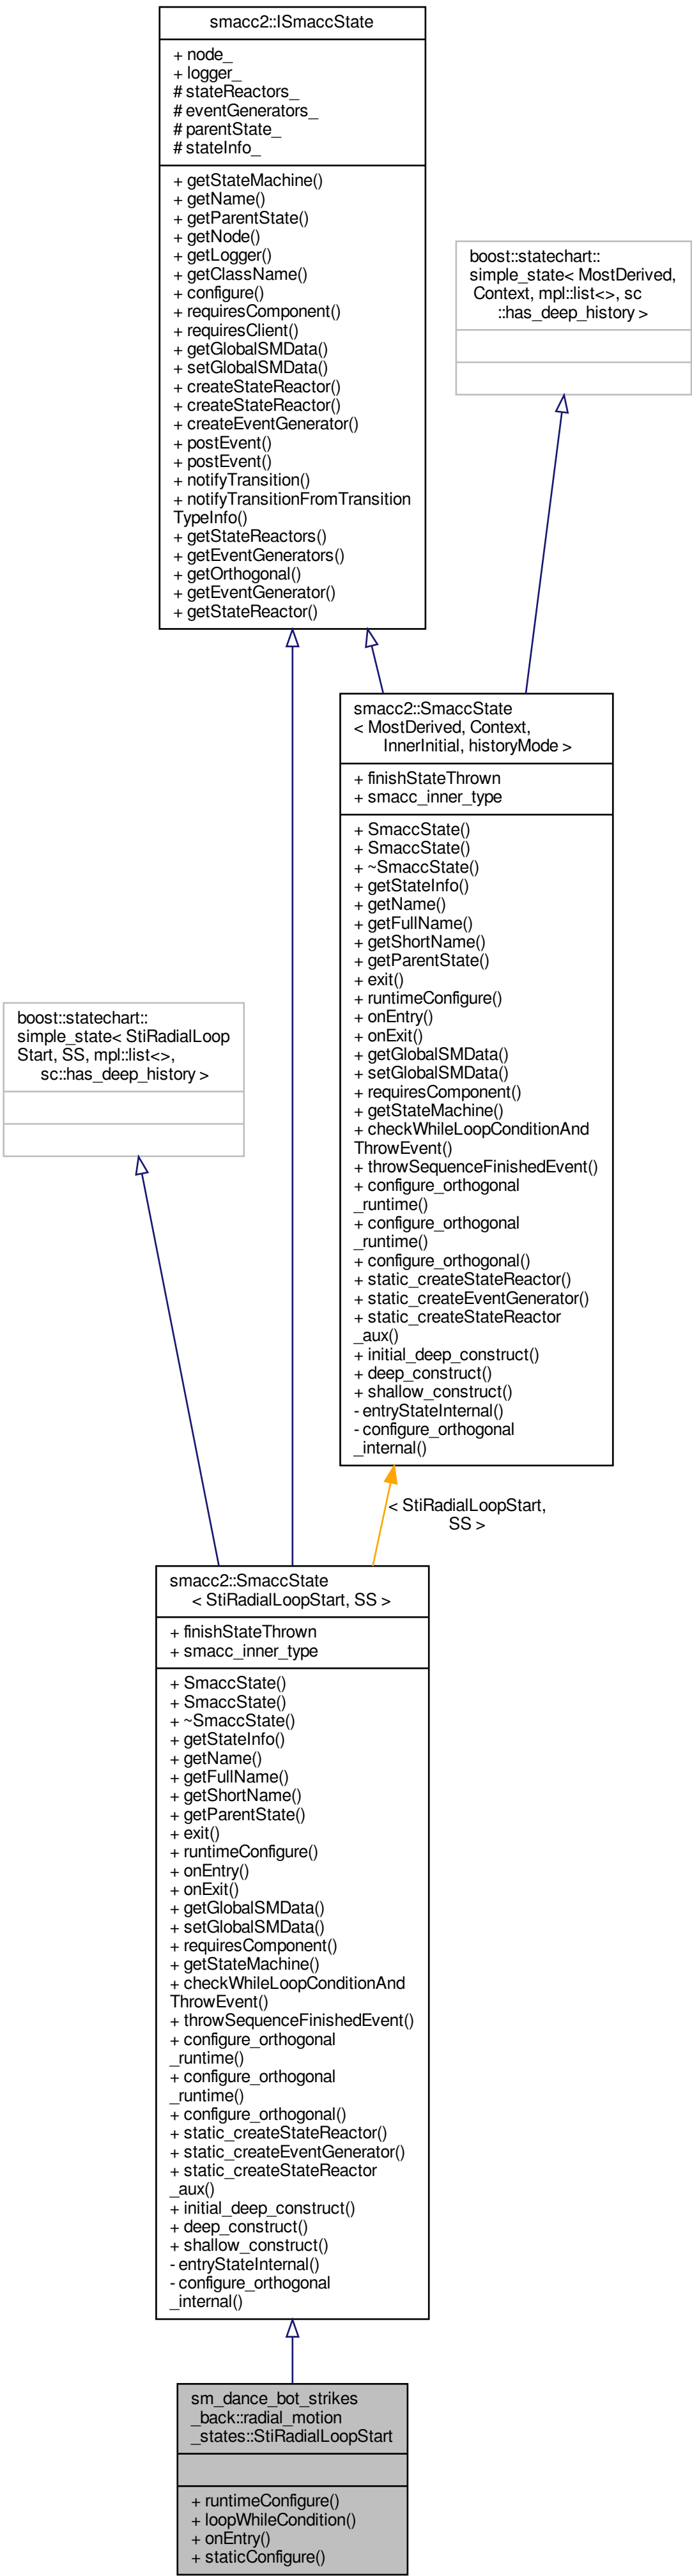 smacc2::ISmaccState
+ node_
+ logger_
# stateReactors_
# eventGenerators_
# parentState_
# stateInfo_
+ getStateMachine()
+ getName()
+ getParentState()
+ getNode()
+ getLogger()
+ getClassName()
+ configure()
+ requiresComponent()
+ requiresClient()
+ getGlobalSMData()
+ setGlobalSMData()
+ createStateReactor()
+ createStateReactor()
+ createEventGenerator()
+ postEvent()
+ postEvent()
+ notifyTransition()
+ notifyTransitionFromTransition
TypeInfo()
+ getStateReactors()
+ getEventGenerators()
+ getOrthogonal()
+ getEventGenerator()
+ getStateReactor()
boost::statechart::
simple_state< MostDerived,
Context, mpl::list<>, sc
::has_deep_history >
smacc2::SmaccState
< MostDerived, Context,
InnerInitial, historyMode >
+ finishStateThrown
+ smacc_inner_type
+ SmaccState()
+ SmaccState()
+ ~SmaccState()
+ getStateInfo()
+ getName()
+ getFullName()
+ getShortName()
+ getParentState()
+ exit()
+ runtimeConfigure()
+ onEntry()
+ onExit()
+ getGlobalSMData()
+ setGlobalSMData()
+ requiresComponent()
+ getStateMachine()
+ checkWhileLoopConditionAnd
ThrowEvent()
+ throwSequenceFinishedEvent()
+ configure_orthogonal
_runtime()
+ configure_orthogonal
_runtime()
+ configure_orthogonal()
+ static_createStateReactor()
+ static_createEventGenerator()
+ static_createStateReactor
_aux()
+ initial_deep_construct()
+ deep_construct()
+ shallow_construct()
- entryStateInternal()
- configure_orthogonal
_internal()
boost::statechart::
simple_state< StiRadialLoop
Start, SS, mpl::list<>,
sc::has_deep_history >
< StiRadialLoopStart,
SS >
smacc2::SmaccState
< StiRadialLoopStart, SS >
+ finishStateThrown
+ smacc_inner_type
+ SmaccState()
+ SmaccState()
+ ~SmaccState()
+ getStateInfo()
+ getName()
+ getFullName()
+ getShortName()
+ getParentState()
+ exit()
+ runtimeConfigure()
+ onEntry()
+ onExit()
+ getGlobalSMData()
+ setGlobalSMData()
+ requiresComponent()
+ getStateMachine()
+ checkWhileLoopConditionAnd
ThrowEvent()
+ throwSequenceFinishedEvent()
+ configure_orthogonal
_runtime()
+ configure_orthogonal
_runtime()
+ configure_orthogonal()
+ static_createStateReactor()
+ static_createEventGenerator()
+ static_createStateReactor
_aux()
+ initial_deep_construct()
+ deep_construct()
+ shallow_construct()
- entryStateInternal()
- configure_orthogonal
_internal()
sm_dance_bot_strikes
_back::radial_motion
_states::StiRadialLoopStart
+ runtimeConfigure()
+ loopWhileCondition()
+ onEntry()
+ staticConfigure()